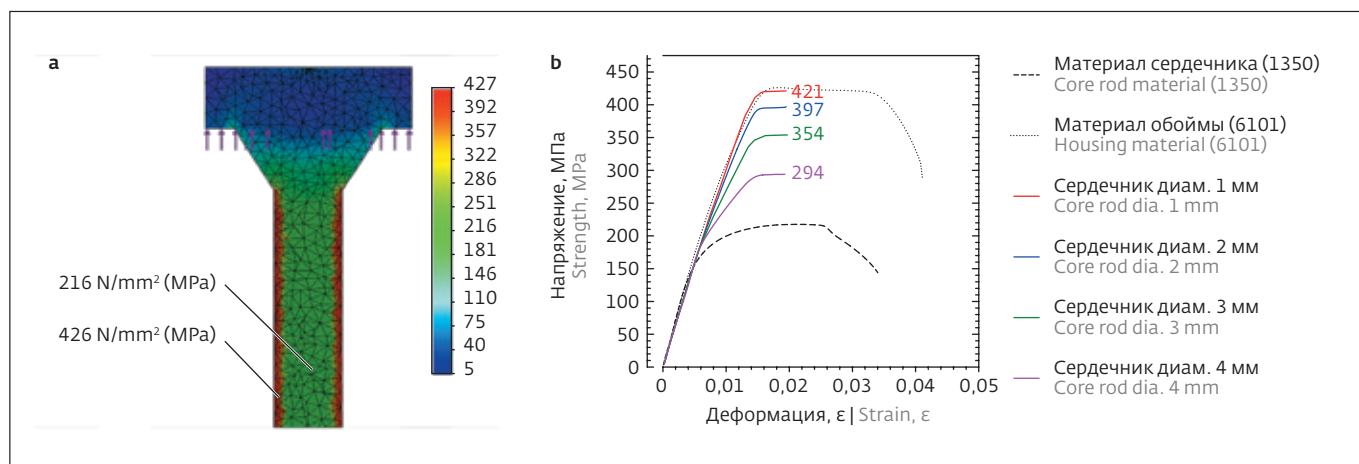 a
427
392
357
322
286
251
216
181
146
110
75
40
5
216 N/mm² (MPa)
426 N/mm² (MPa)
b
Напряжение, МПа
Strength, MPa
450
400
350
300
250
200
150
100
50
0
421
397
354
294
0 0,01 0,02 0,03 0,04 0,05
Деформация, ε | Strain, ε
Материал сердечника (1350)
Core rod material (1350)
Материал обоймы (6101)
Housing material (6101)
Сердечник диам. 1 мм
Core rod dia. 1 mm
Сердечник диам. 2 мм
Core rod dia. 2 mm
Сердечник диам. 3 мм
Core rod dia. 3 mm
Сердечник диам. 4 мм
Core rod dia. 4 mm